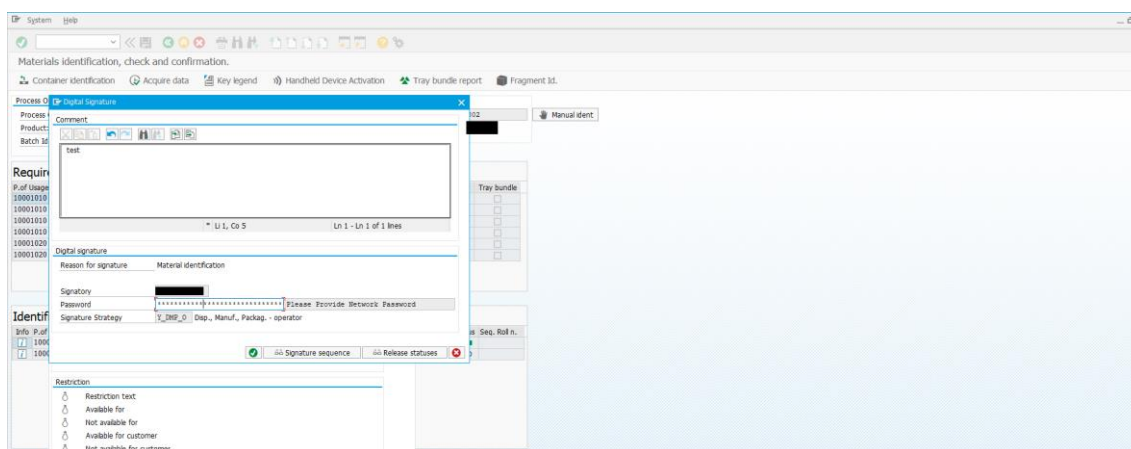 System Help
Materials identification, check and confirmation.
Container identification Acquire data Key legend Handheld Device Activation Tray bundle report Fragment Id.
Process O
Digital Signature
Process
Comment
Manual ident
Product:
Batch Id
test
Requir
P.of Usage
Tray bundle
10001010
10001010
10001010
10001010
10001020
10001020
* Li 1, Co 5 Ln 1 - Ln 1 of 1 lines
Digital signature
Reason for signature Material identification
Signatory
Password ****************************** Please Provide Network Password
Signature Strategy Y_DMP_O Disp., Manuf., Packag. - operator
Identif
Info P.of
Seq. Roll n.
1000
1000
Signature sequence Release statuses
Restriction
Restriction text
Available for
Not available for
Available for customer
Not available for customer